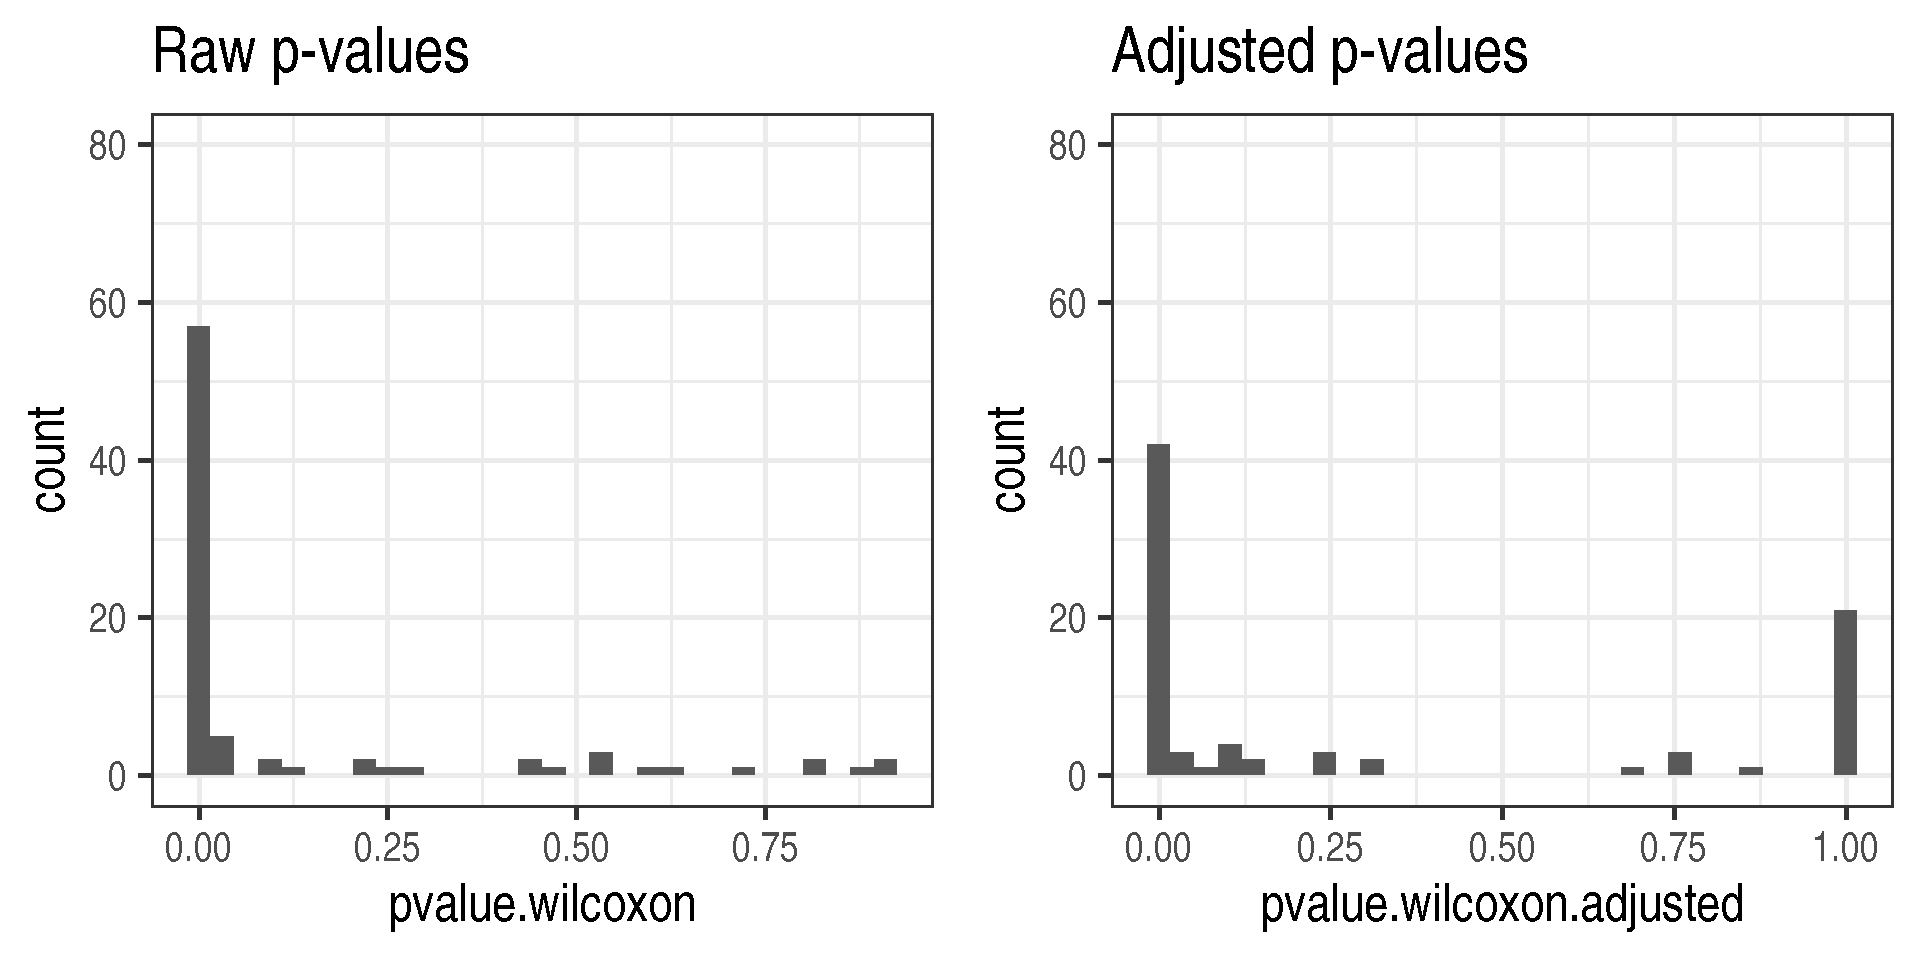 Raw p-values
80
60
40
20
0
count
0.00 0.25 0.50 0.75
pvalue.wilcoxon
Adjusted p-values
80
60
40
20
0
count
0.00 0.25 0.50 0.75 1.00
pvalue.wilcoxon.adjusted